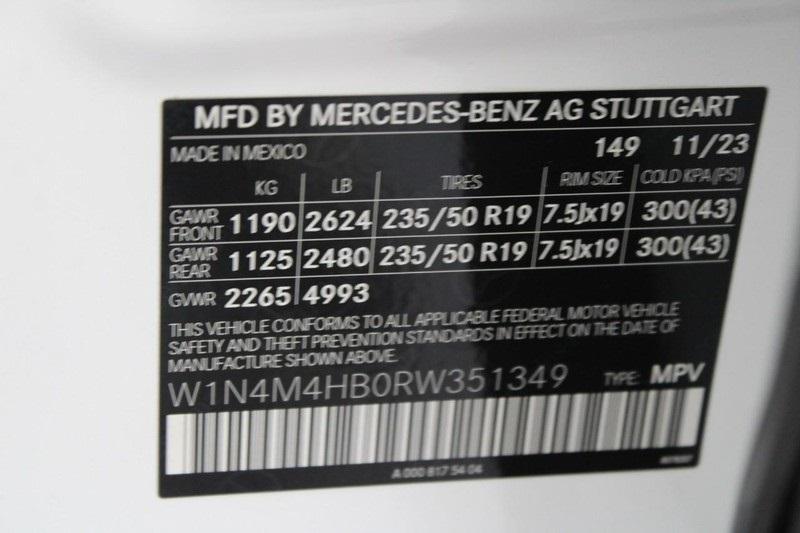 MFD BY MERCEDES-BENZ AG STUTTGART
MADE IN MEXICO 149 11/23
KG LB TIRES RIM SIZE COLD KPA (PSI)
GAWR FRONT 1190 2624 235/50 R19 7.5Jx19 300(43)
GAWR REAR 1125 2480 235/50 R19 7.5Jx19 300(43)
GVWR 2265 4993
THIS VEHICLE CONFORMS TO ALL APPLICABLE FEDERAL MOTOR VEHICLE
SAFETY AND THEFT PREVENTION STANDARDS IN EFFECT ON THE DATE OF
MANUFACTURE SHOWN ABOVE.
W1N4M4HB0RW351349 TYPE: MPV
A 000 817 54 04